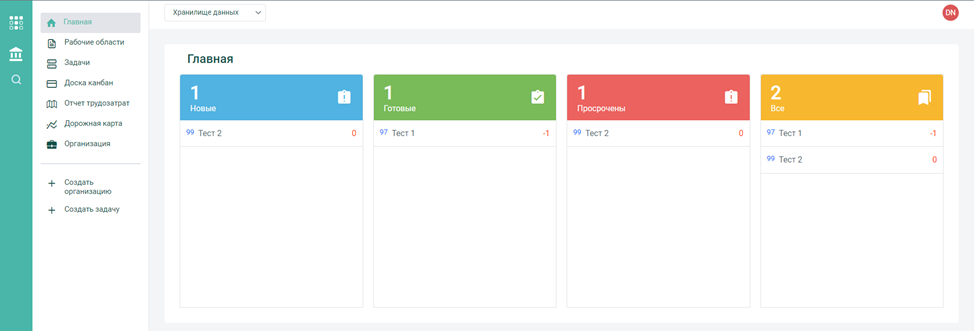 Хранилище данных
DN
Главная
Рабочие области
Задачи
Доска канбан
Отчет трудозатрат
Дорожная карта
Организация
Создать
организацию
Создать задачу
Главная
1
Новые
99 Тест 2 0
1
Готовые
97 Тест 1 -1
1
Просрочены
99 Тест 2 0
2
Все
97 Тест 1 -1
99 Тест 2 0